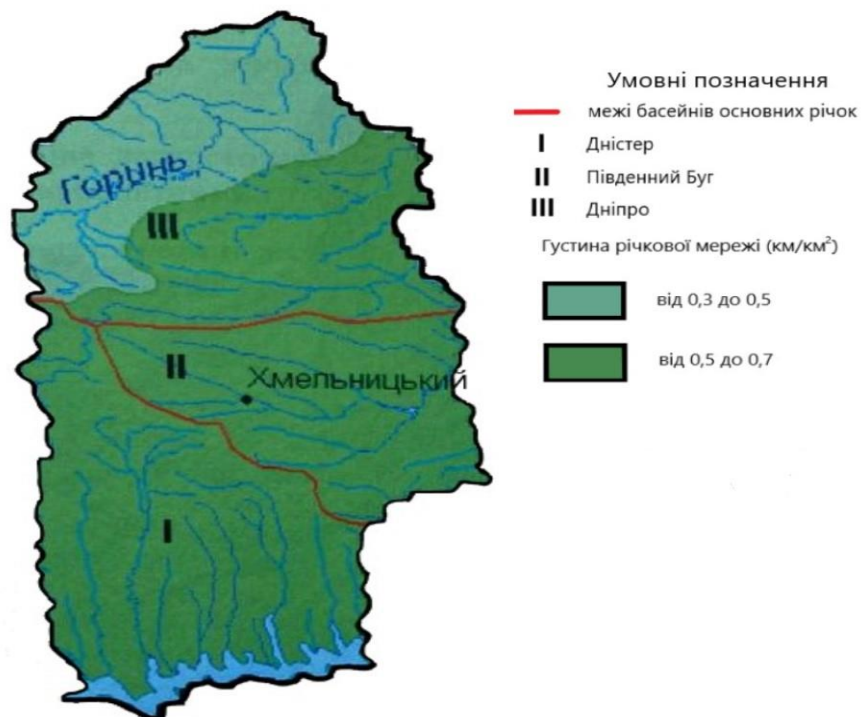 Горинь
III
II
Хмельницький
I
Умовні позначення
межі басейнів основних річок
I Дністер
II Південний Буг
III Дніпро
Густина річкової мережі (км/км²)
від 0,3 до 0,5
від 0,5 до 0,7